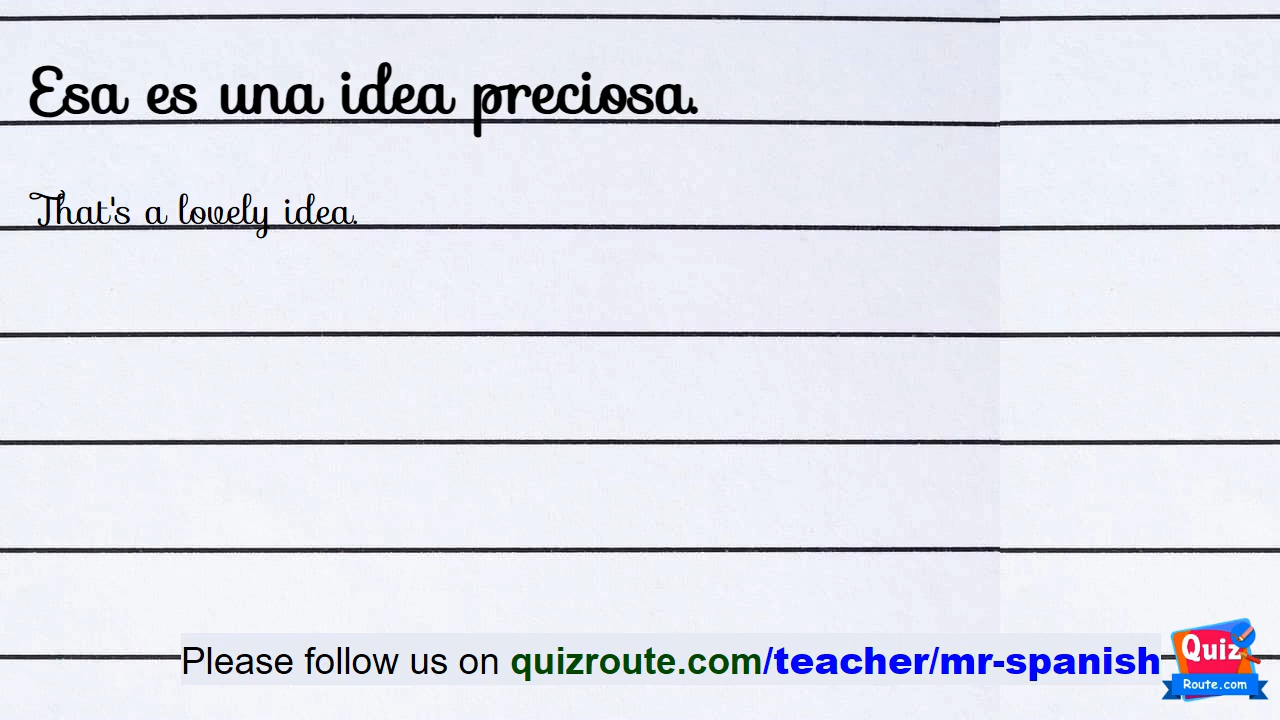 Esa es una idea preciosa.
That's a lovely idea.
Please follow us on quizroute.com/teacher/mr-spanish
Quiz
Route.com